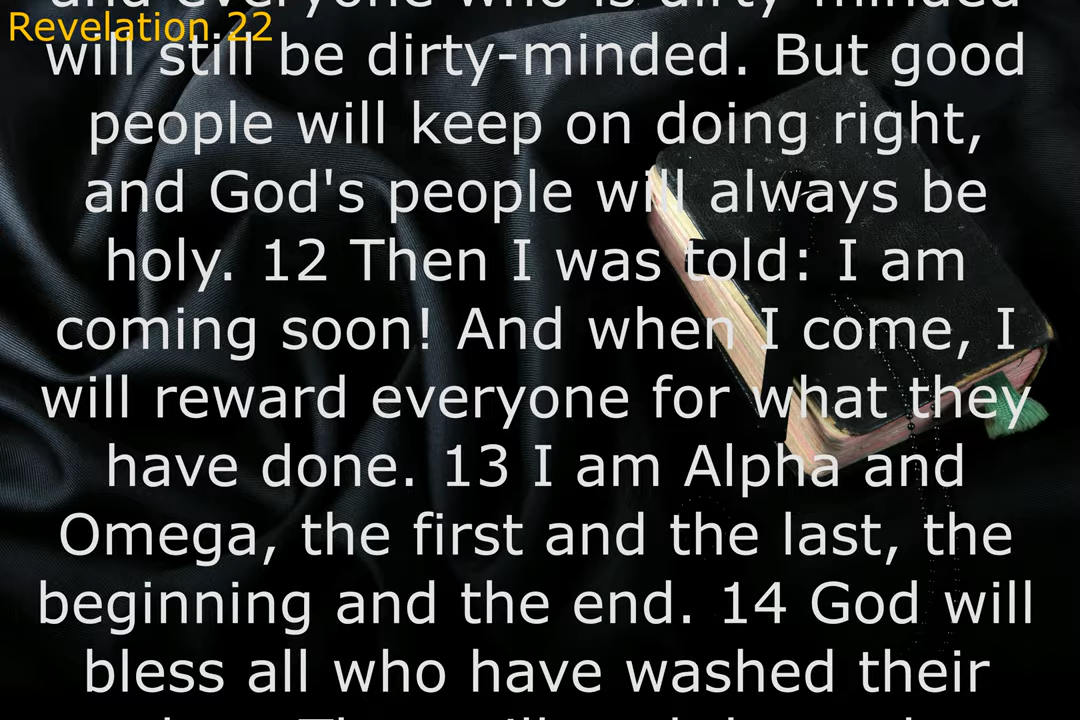 and everyone who is dirty-minded
Revelation 22
will still be dirty-minded. But good
people will keep on doing right,
and God's people will always be
holy. 12 Then I was told: I am
coming soon! And when I come, I
will reward everyone for what they
have done. 13 I am Alpha and
Omega, the first and the last, the
beginning and the end. 14 God will
bless all who have washed their